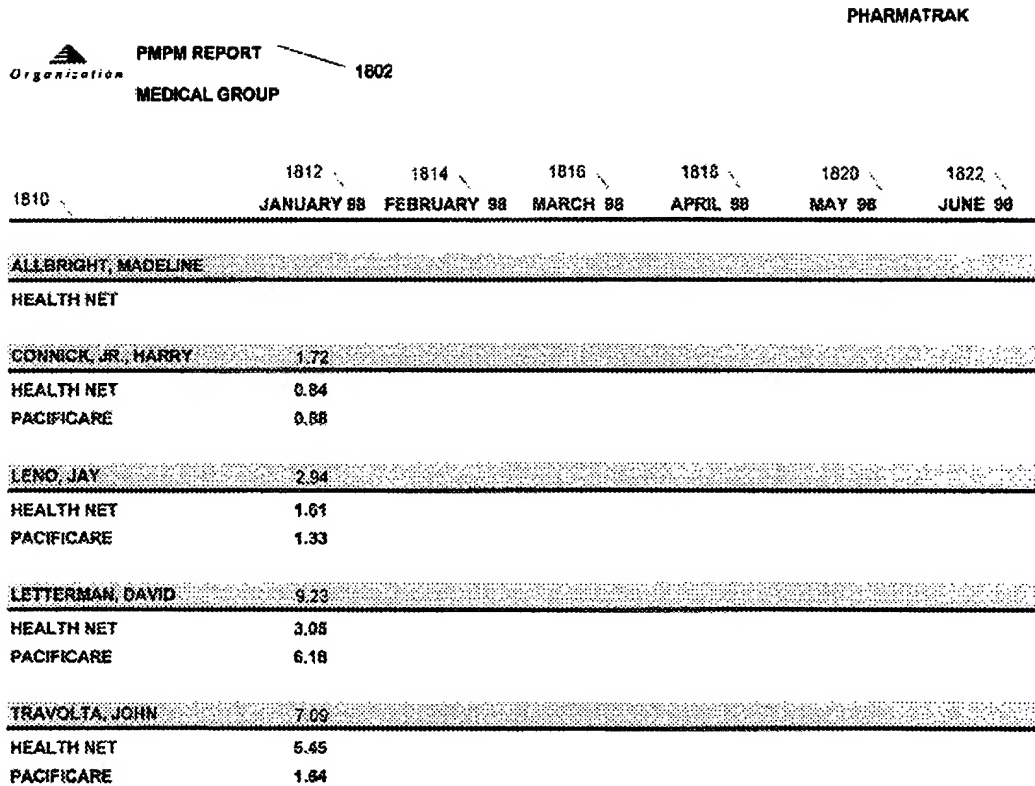 PHARMATRAK
Organization PMPM REPORT 1802
MEDICAL GROUP
1812 1814 1816 1818 1820 1822
1810 JANUARY 98 FEBRUARY 98 MARCH 98 APRIL 98 MAY 98 JUNE 98
ALLBRIGHT, MADELINE
HEALTH NET
CONNICK, JR., HARRY 1.72
HEALTH NET 0.84
PACIFICARE 0.88
LENO, JAY 2.94
HEALTH NET 1.61
PACIFICARE 1.33
LETTERMAN, DAVID 9.23
HEALTH NET 3.05
PACIFICARE 6.18
TRAVOLTA, JOHN 7.09
HEALTH NET 5.45
PACIFICARE 1.64